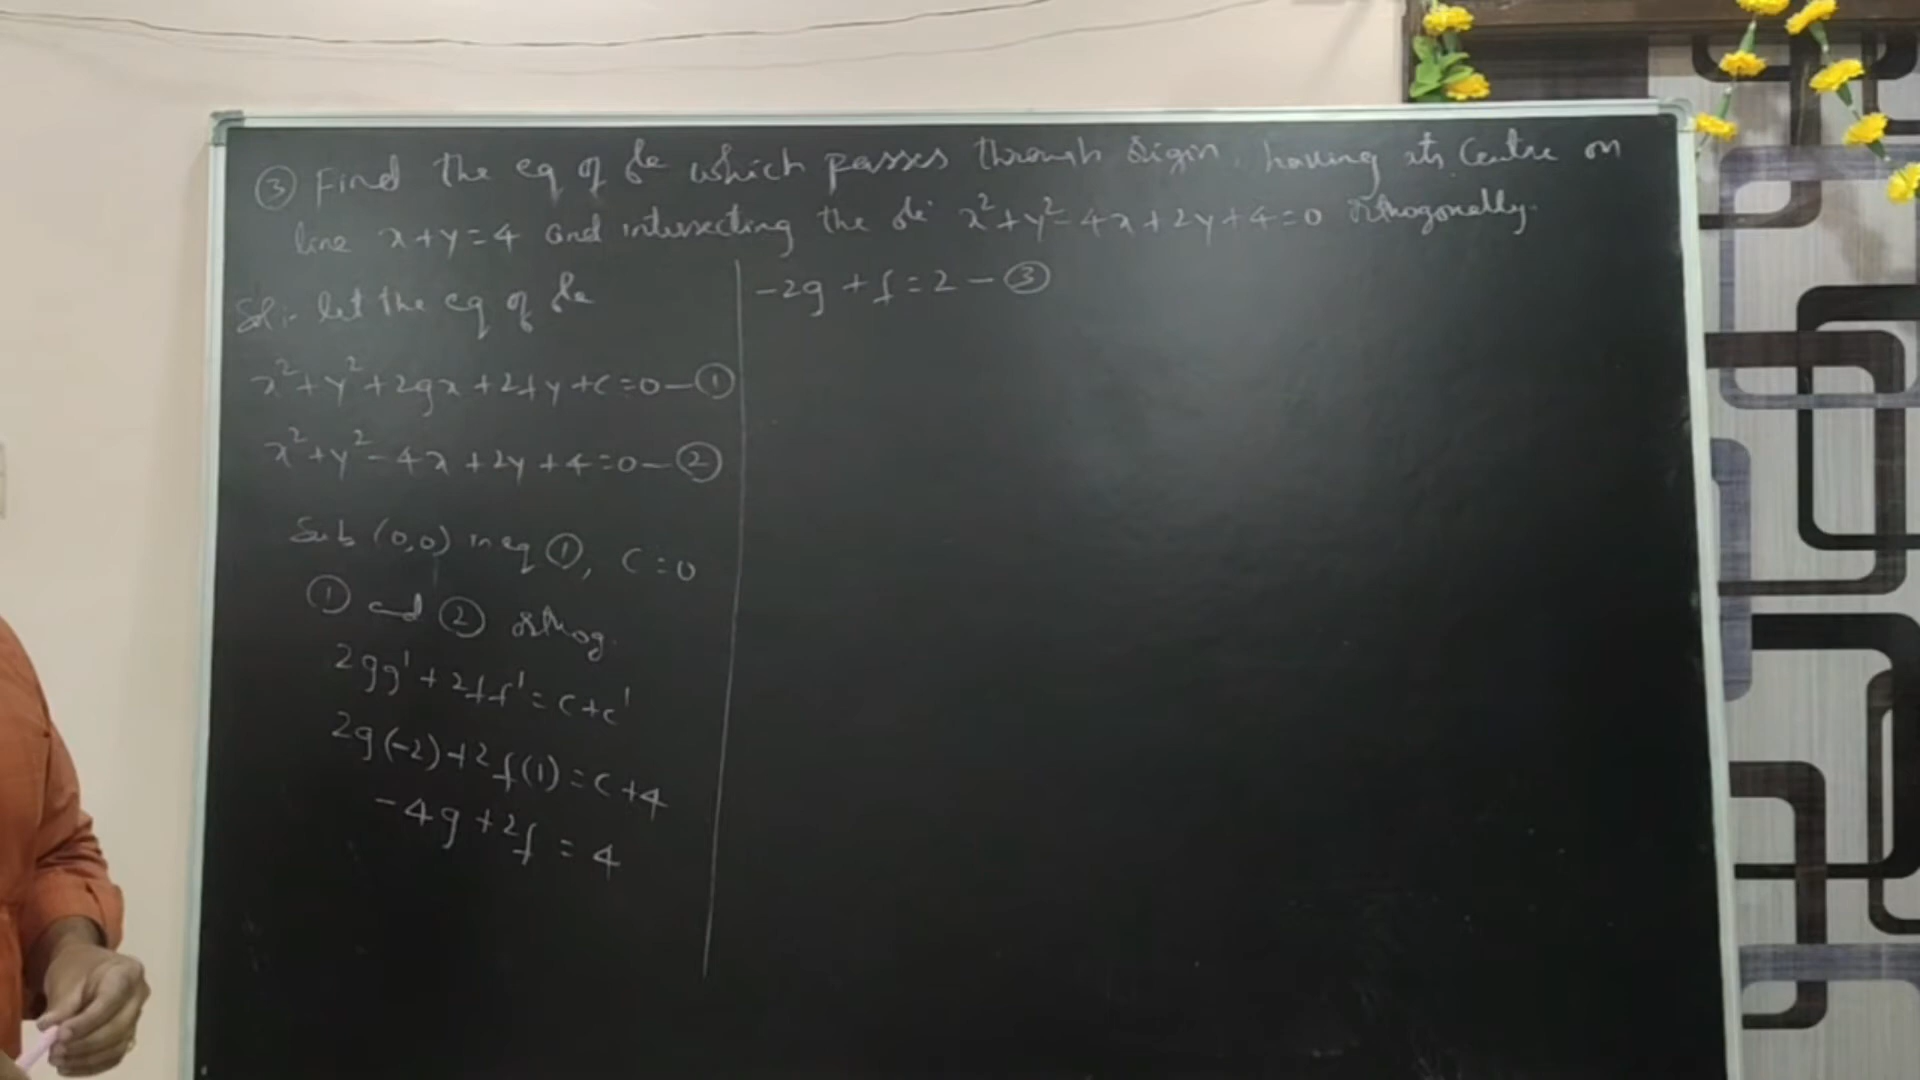 ③ Find the eq of ⊙le which passes through origin, having its Centre on
line x+y=4 and intersecting the ⊙le x²+y²-4x+2y+4=0 orthogonally.
Sol:- let the eq of ⊙le
x²+y²+2gx+2fy+c=0-①
x²+y²-4x+2y+4=0-②
Sub (0,0) in eq ①, C=0
① and ② orthog.
2gg'+2ff'=c+c'
2g(-2)+2f(1)=c+4
-4g+2f=4
-2g+f=2-③